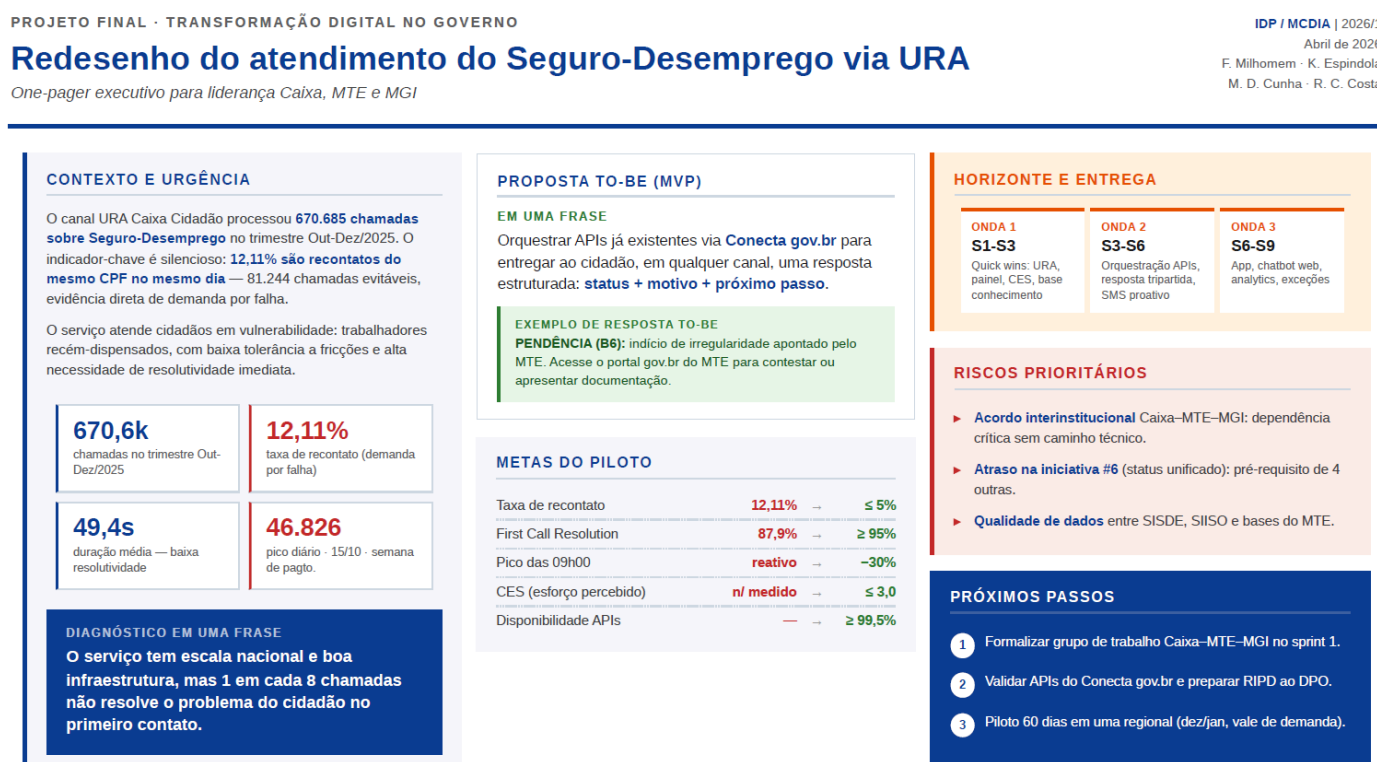 PROJETO FINAL · TRANSFORMAÇÃO DIGITAL NO GOVERNO
Redesenho do atendimento do Seguro-Desemprego via URA
One-pager executivo para liderança Caixa, MTE e MGI
IDP / MCDIA | 2026/1
Abril de 2026
F. Milhomem · K. Espindola
M. D. Cunha · R. C. Costa
CONTEXTO E URGÊNCIA
O canal URA Caixa Cidadão processou 670.685 chamadas
sobre Seguro-Desemprego no trimestre Out-Dez/2025. O
indicador-chave é silencioso: 12,11% são recontatos do
mesmo CPF no mesmo dia — 81.244 chamadas evitáveis,
evidência direta de demanda por falha.
O serviço atende cidadãos em vulnerabilidade: trabalhadores
recém-dispensados, com baixa tolerância a fricções e alta
necessidade de resolutividade imediata.
670,6k
chamadas no trimestre Out-
Dez/2025
12,11%
taxa de recontato (demanda
por falha)
49,4s
duração média — baixa
resolutividade
46.826
pico diário · 15/10 · semana
de pagto.
DIAGNÓSTICO EM UMA FRASE
O serviço tem escala nacional e boa
infraestrutura, mas 1 em cada 8 chamadas
não resolve o problema do cidadão no
primeiro contato.
PROPOSTA TO-BE (MVP)
EM UMA FRASE
Orquestrar APIs já existentes via Conecta gov.br para
entregar ao cidadão, em qualquer canal, uma resposta
estruturada: status + motivo + próximo passo.
EXEMPLO DE RESPOSTA TO-BE
PENDÊNCIA (B6): indício de irregularidade apontado pelo
MTE. Acesse o portal gov.br do MTE para contestar ou
apresentar documentação.
METAS DO PILOTO
Taxa de recontato 12,11% → ≤ 5%
First Call Resolution 87,9% → ≥ 95%
Pico das 09h00 reativo → −30%
CES (esforço percebido) n/ medido → ≤ 3,0
Disponibilidade APIs — → ≥ 99,5%
HORIZONTE E ENTREGA
ONDA 1
S1-S3
Quick wins: URA,
painel, CES, base
conhecimento
ONDA 2
S3-S6
Orquestração APIs,
resposta tripartida,
SMS proativo
ONDA 3
S6-S9
App, chatbot web,
analytics, exceções
RISCOS PRIORITÁRIOS
► Acordo interinstitucional Caixa–MTE–MGI: dependência
crítica sem caminho técnico.
► Atraso na iniciativa #6 (status unificado): pré-requisito de 4
outras.
► Qualidade de dados entre SISDE, SIISO e bases do MTE.
PRÓXIMOS PASSOS
1 Formalizar grupo de trabalho Caixa–MTE–MGI no sprint 1.
2 Validar APIs do Conecta gov.br e preparar RIPD ao DPO.
3 Piloto 60 dias em uma regional (dez/jan, vale de demanda).